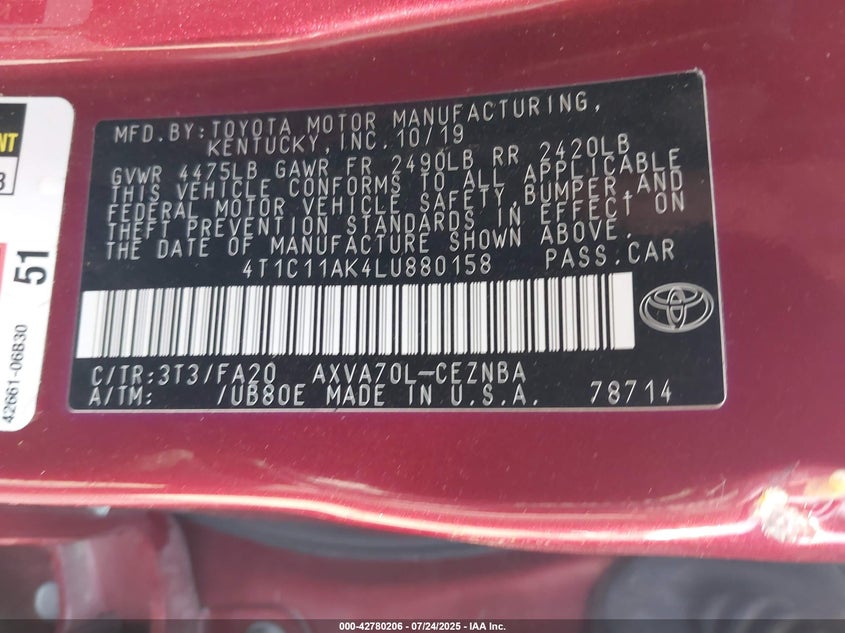 MFD. BY: TOYOTA MOTOR MANUFACTURING,
KENTUCKY, INC. 10/19
GVWR 4475LB GAWR FR 2490LB RR 2420LB
THIS VEHICLE CONFORMS TO ALL APPLICABLE
FEDERAL MOTOR VEHICLE SAFETY, BUMPER, AND
THEFT PREVENTION STANDARDS IN EFFECT ON
THE DATE OF MANUFACTURE SHOWN ABOVE.
4T1C11AK4LU880158 PASS. CAR
C/TR: 3T3/FA20 AXVA70L-CEZNBA
A/TM: /UB80E MADE IN U.S.A. 78714
51
42661-06B30
000-42780206 - 07/24/2025 - IAA Inc.